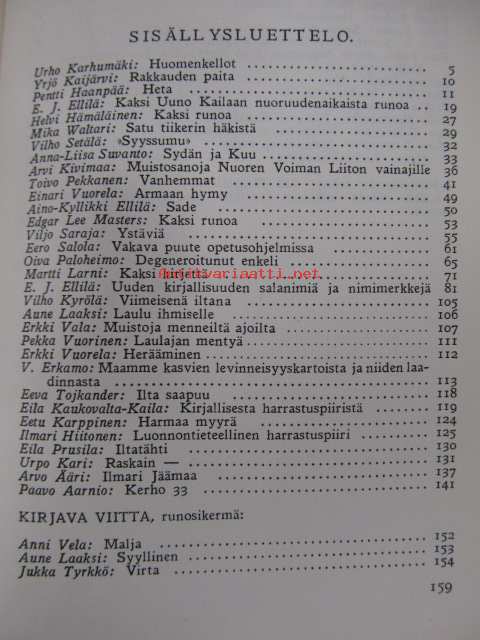 SISÄLLYSLUETTELO.
Urho Karhumäki: Huomenkellot 5
Yrjö Kaijärvi: Rakkauden paita 10
Pentti Haanpää: Heta 11
E. J. Ellilä: Kaksi Uuno Kailaan nuoruudenaikaista runoa 19
Helvi Hämäläinen: Kaksi runoa 27
Mika Waltari: Satu tiikerin häkistä 29
Vilho Setälä: »Syyssumu» 32
Anna-Liisa Suvanto: Sydän ja Kuu 33
Arvi Kivimaa: Muistosanoja Nuoren Voiman Liiton vainajille 36
Toivo Pekkanen: Vanhemmat 41
Einari Vuorela: Armaan hymy 49
Aino-Kyllikki Ellilä: Sade 50
Edgar Lee Masters: Kaksi runoa 53
Viljo Saraja: Ystäviä 55
Eero Salola: Vakava puute opetusohjelmissa 61
Oiva Paloheimo: Degeneroitunut enkeli 65
Martti Larni: Kaksi kirjettä 71
E. J. Ellilä: Uuden kirjallisuuden salanimiä ja nimimerkkejä 81
Vilho Kyrölä: Viimeisenä iltana 105
Aune Laaksi: Laulu ihmiselle 106
Erkki Vala: Muistoja menneiltä ajoilta 107
Pekka Vuorinen: Laulajan mentyä 111
Erkki Vuorela: Herääminen 112
V. Erkamo: Maamme kasvien levinneisyyskartoista ja niiden laa-
dinnasta 113
Eeva Tojkander: Ilta saapuu 118
Eila Kaukovalta-Kaila: Kirjallisesta harrastuspiiristä 119
Eetu Karppinen: Harmaa myyrä 124
Ilmari Hiitonen: Luonnontieteellinen harrastuspiiri 125
Eila Prusila: Iltatähti 130
Urpo Kari: Raskain — 131
Arvo Ääri: Ilmari Jäämaa 137
Paavo Aarnio: Kerho 33 141
KIRJAVA VIITTA, runosikermä:
Anni Vela: Malja 152
Aune Laaksi: Syyllinen 153
Jukka Tyrkkö: Virta 154
159